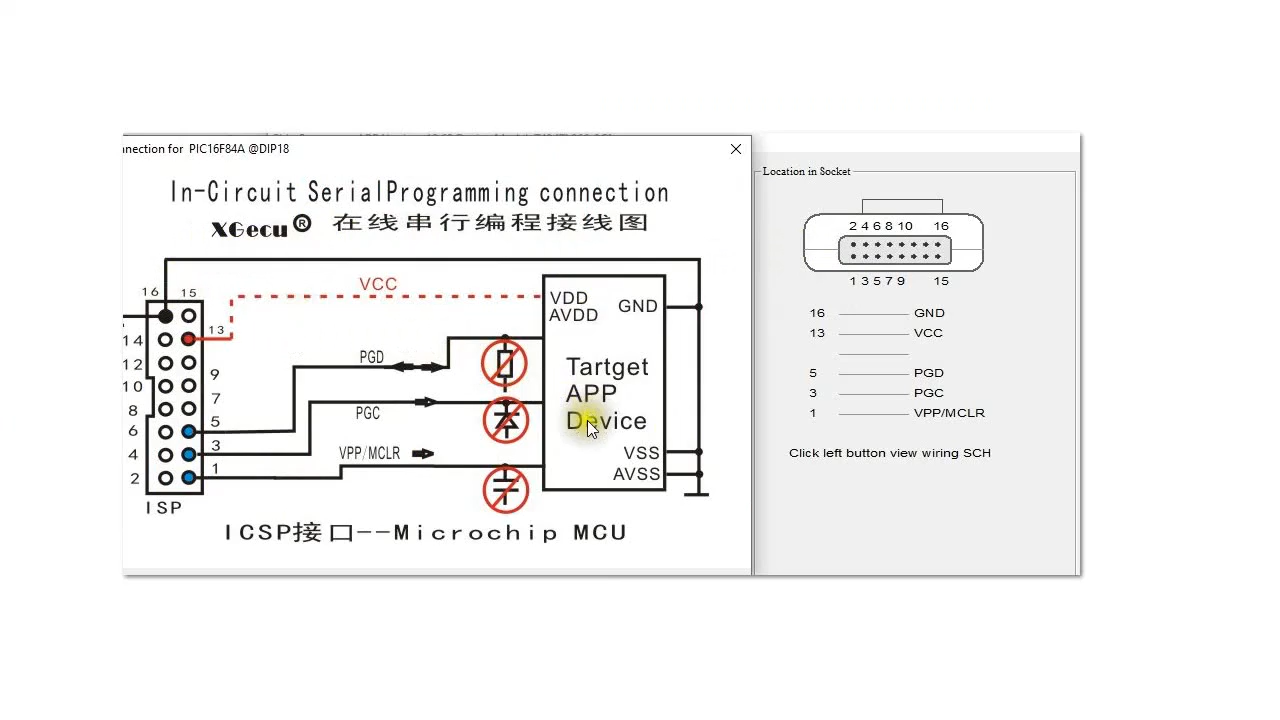 nnection for PIC16F84A @DIP18
In-Circuit SerialProgramming connection
XGecu® 在线串行编程接线图
VCC
16 15
13
14
12
10
8
6
4
2
9
7
5
3
1
ISP
PGD
PGC
VPP/MCLR
VDD
AVDD
GND
Tartget
APP
Device
VSS
AVSS
ICSP接口--Microchip MCU
Location in Socket
2 4 6 8 10 16
1 3 5 7 9 15
16 GND
13 VCC
5 PGD
3 PGC
1 VPP/MCLR
Click left button view wiring SCH